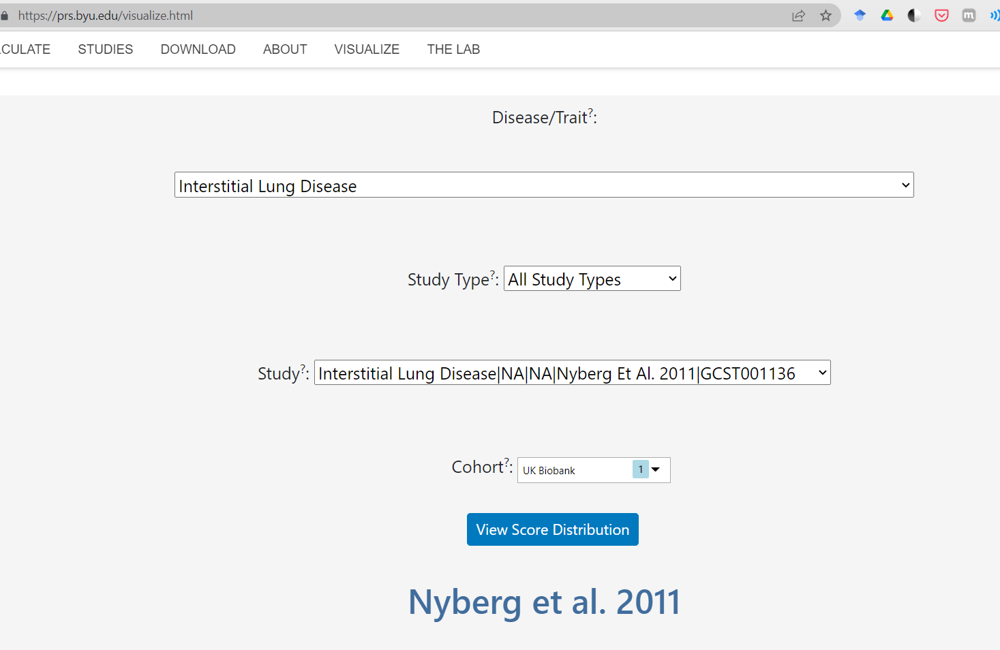 https://prs.byu.edu/visualize.html
CULATE STUDIES DOWNLOAD ABOUT VISUALIZE THE LAB
Disease/Trait?:
Interstitial Lung Disease
Study Type?: All Study Types
Study?: Interstitial Lung Disease|NA|NA|Nyberg Et Al. 2011|GCST001136
Cohort?: UK Biobank 1
View Score Distribution
Nyberg et al. 2011